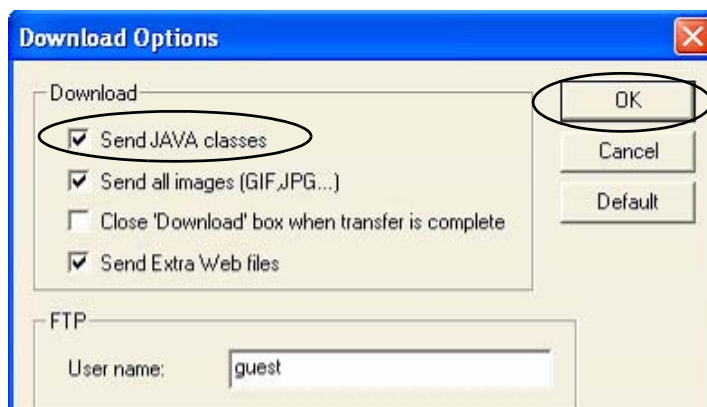 Download Options
Download
OK
Send JAVA classes
Cancel
Send all images (GIF,JPG...)
Default
Close 'Download' box when transfer is complete
Send Extra Web files
FTP
User name: guest